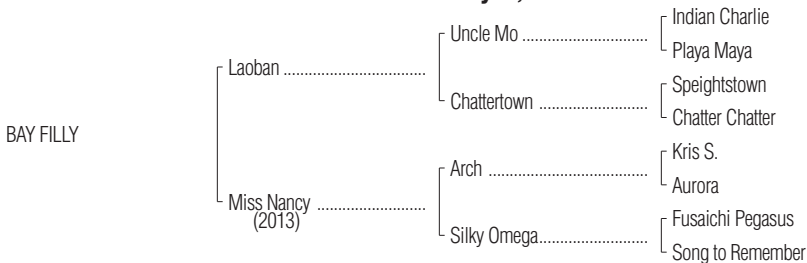 Indian Charlie
Uncle Mo ..............................
Playa Maya
Laoban ..................................
Speightstown
Chattertown ..........................
Chatter Chatter
BAY FILLY
Kris S.
Arch ......................................
Aurora
Miss Nancy ..........................
(2013)
Fusaichi Pegasus
Silky Omega..........................
Song to Remember